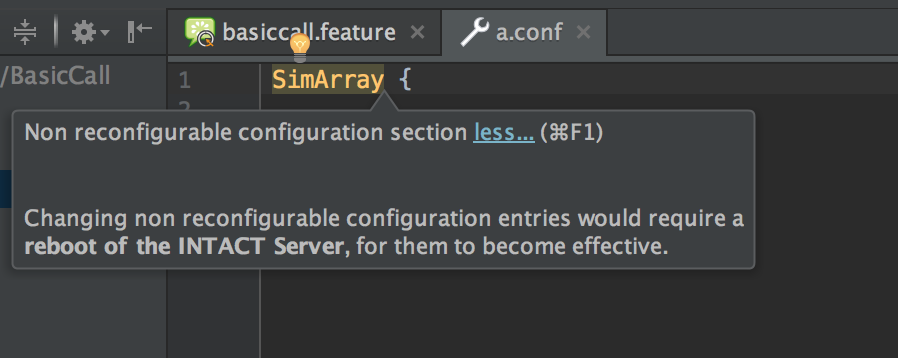 basiccall.feature × a.conf ×
/BasicCall
1 SimArray {
2
Non reconfigurable configuration section less... (⌘F1)
Changing non reconfigurable configuration entries would require a
reboot of the INTACT Server, for them to become effective.